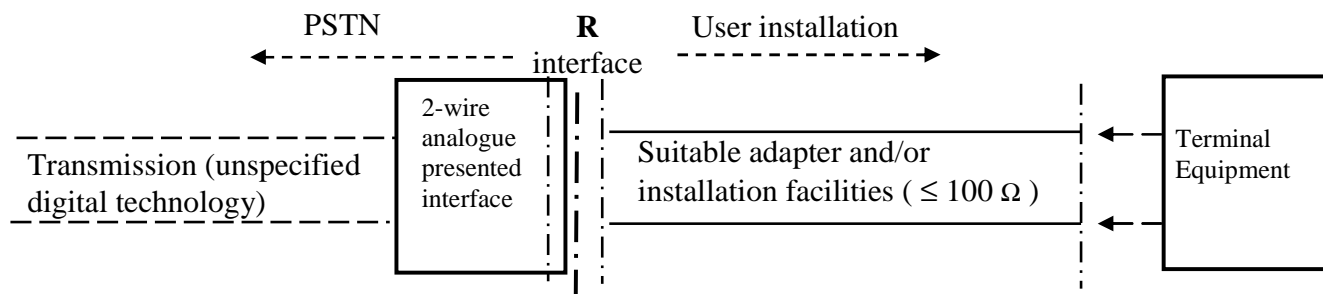 PSTN
R
interface
User installation
Transmission (unspecified
digital technology)
2-wire
analogue
presented
interface
Suitable adapter and/or
installation facilities ( ≤ 100 Ω )
Terminal
Equipment